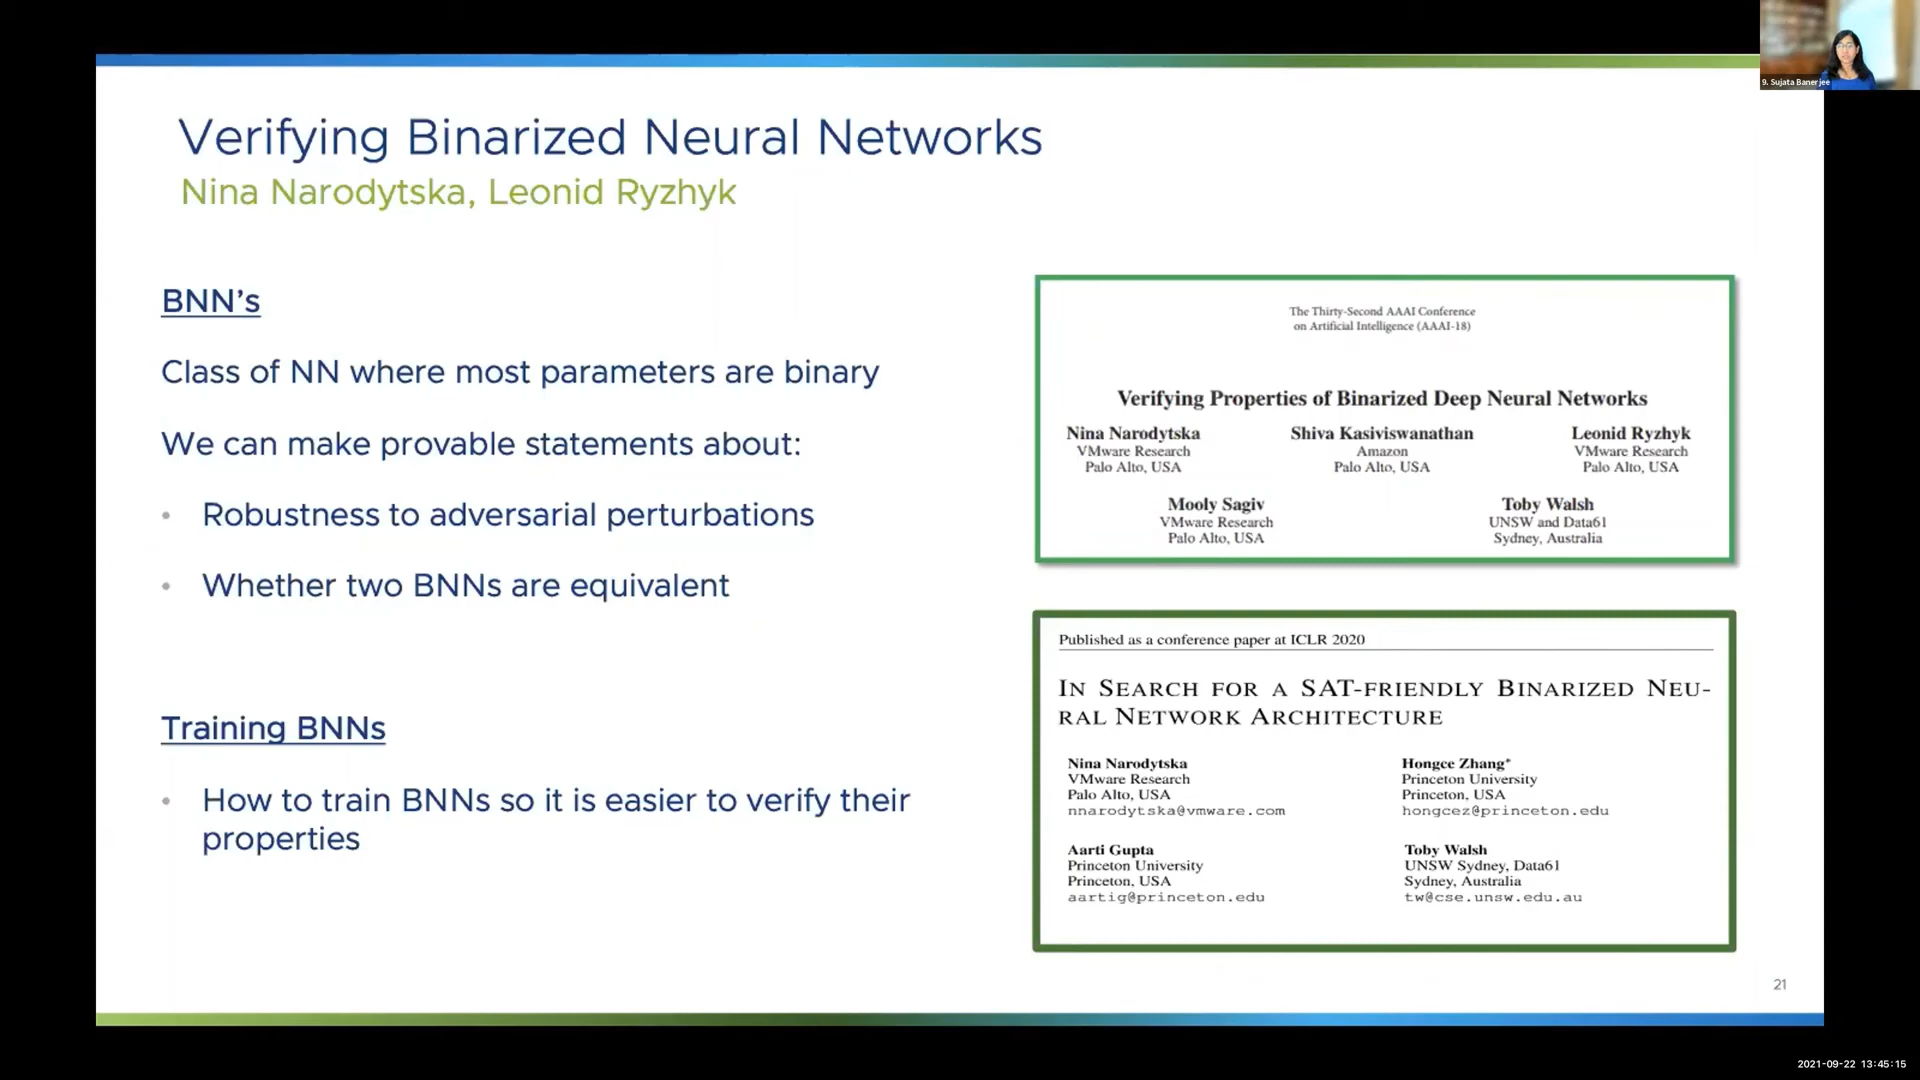 9. Sujata Banerjee
Verifying Binarized Neural Networks
Nina Narodytska, Leonid Ryzhyk
BNN’s
Class of NN where most parameters are binary
We can make provable statements about:
• Robustness to adversarial perturbations
• Whether two BNNs are equivalent
Training BNNs
• How to train BNNs so it is easier to verify their
properties
The Thirty-Second AAAI Conference
on Artificial Intelligence (AAAI-18)
Verifying Properties of Binarized Deep Neural Networks
Nina Narodytska
VMware Research
Palo Alto, USA
Shiva Kasiviswanathan
Amazon
Palo Alto, USA
Leonid Ryzhyk
VMware Research
Palo Alto, USA
Mooly Sagiv
VMware Research
Palo Alto, USA
Toby Walsh
UNSW and Data61
Sydney, Australia
Published as a conference paper at ICLR 2020
IN SEARCH FOR A SAT-FRIENDLY BINARIZED NEU-
RAL NETWORK ARCHITECTURE
Nina Narodytska
VMware Research
Palo Alto, USA
nnarodytska@vmware.com
Hongce Zhang*
Princeton University
Princeton, USA
hongcez@princeton.edu
Aarti Gupta
Princeton University
Princeton, USA
aartig@princeton.edu
Toby Walsh
UNSW Sydney, Data61
Sydney, Australia
tw@cse.unsw.edu.au
21
2021-09-22 13:45:15